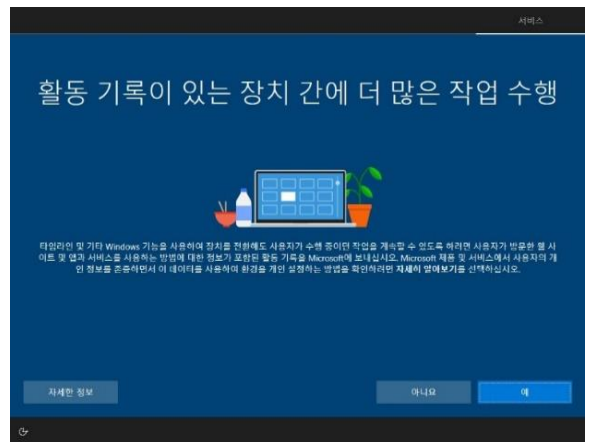 서비스
활동 기록이 있는 장치 간에 더 많은 작업 수행
타임라인 및 기타 Windows 기능을 사용하여 장치를 전환해도 사용자가 수행 중이던 작업을 계속할 수 있도록 하려면 사용자가 방문한 웹 사
이트 및 앱과 서비스를 사용하는 방법에 대한 정보가 포함된 활동 기록을 Microsoft에 보내십시오. Microsoft 제품 및 서비스에서 사용자의 개
인 정보를 존중하면서 이 데이터를 사용하여 환경을 개인 설정하는 방법을 확인하려면 자세히 알아보기를 선택하십시오.
자세한 정보
아니요
예